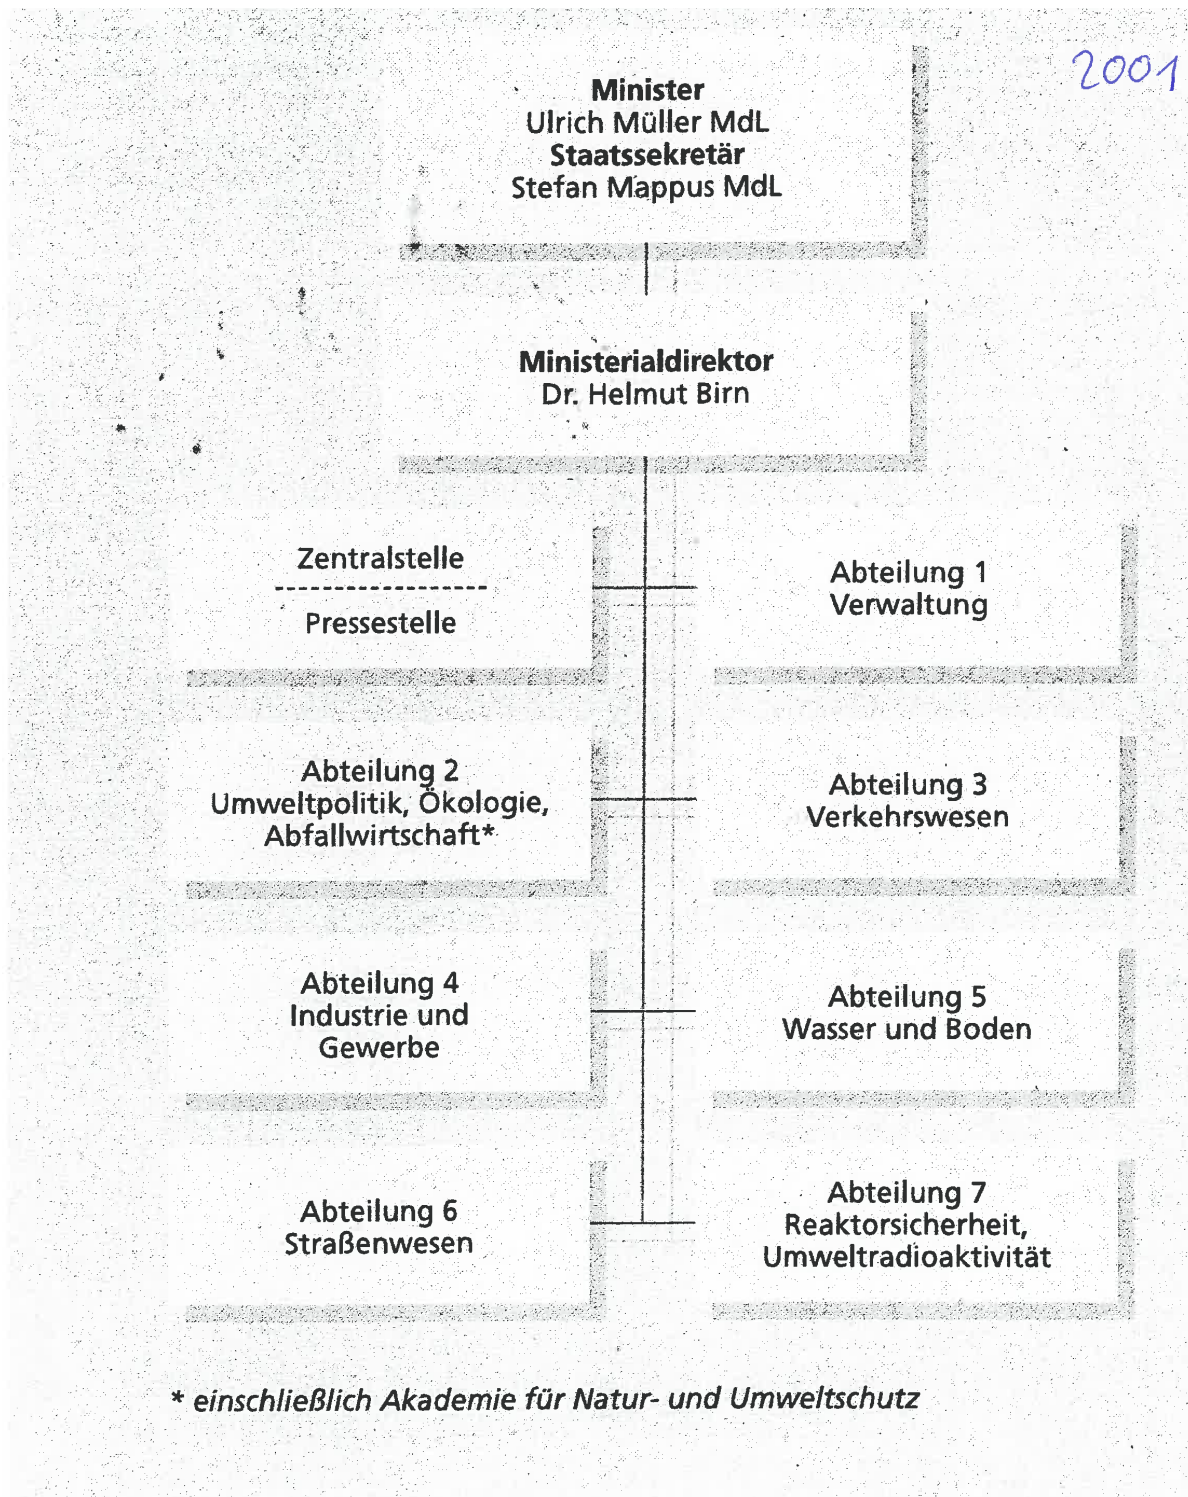 2001
Minister
Ulrich Müller MdL
Staatssekretär
Stefan Mappus MdL
Ministerialdirektor
Dr. Helmut Birn
Zentralstelle
Pressestelle
Abteilung 1
Verwaltung
Abteilung 2
Umweltpolitik, Ökologie,
Abfallwirtschaft*
Abteilung 3
Verkehrswesen
Abteilung 4
Industrie und
Gewerbe
Abteilung 5
Wasser und Boden
Abteilung 6
Straßenwesen
Abteilung 7
Reaktorsicherheit,
Umweltradioaktivität
* einschließlich Akademie für Natur- und Umweltschutz